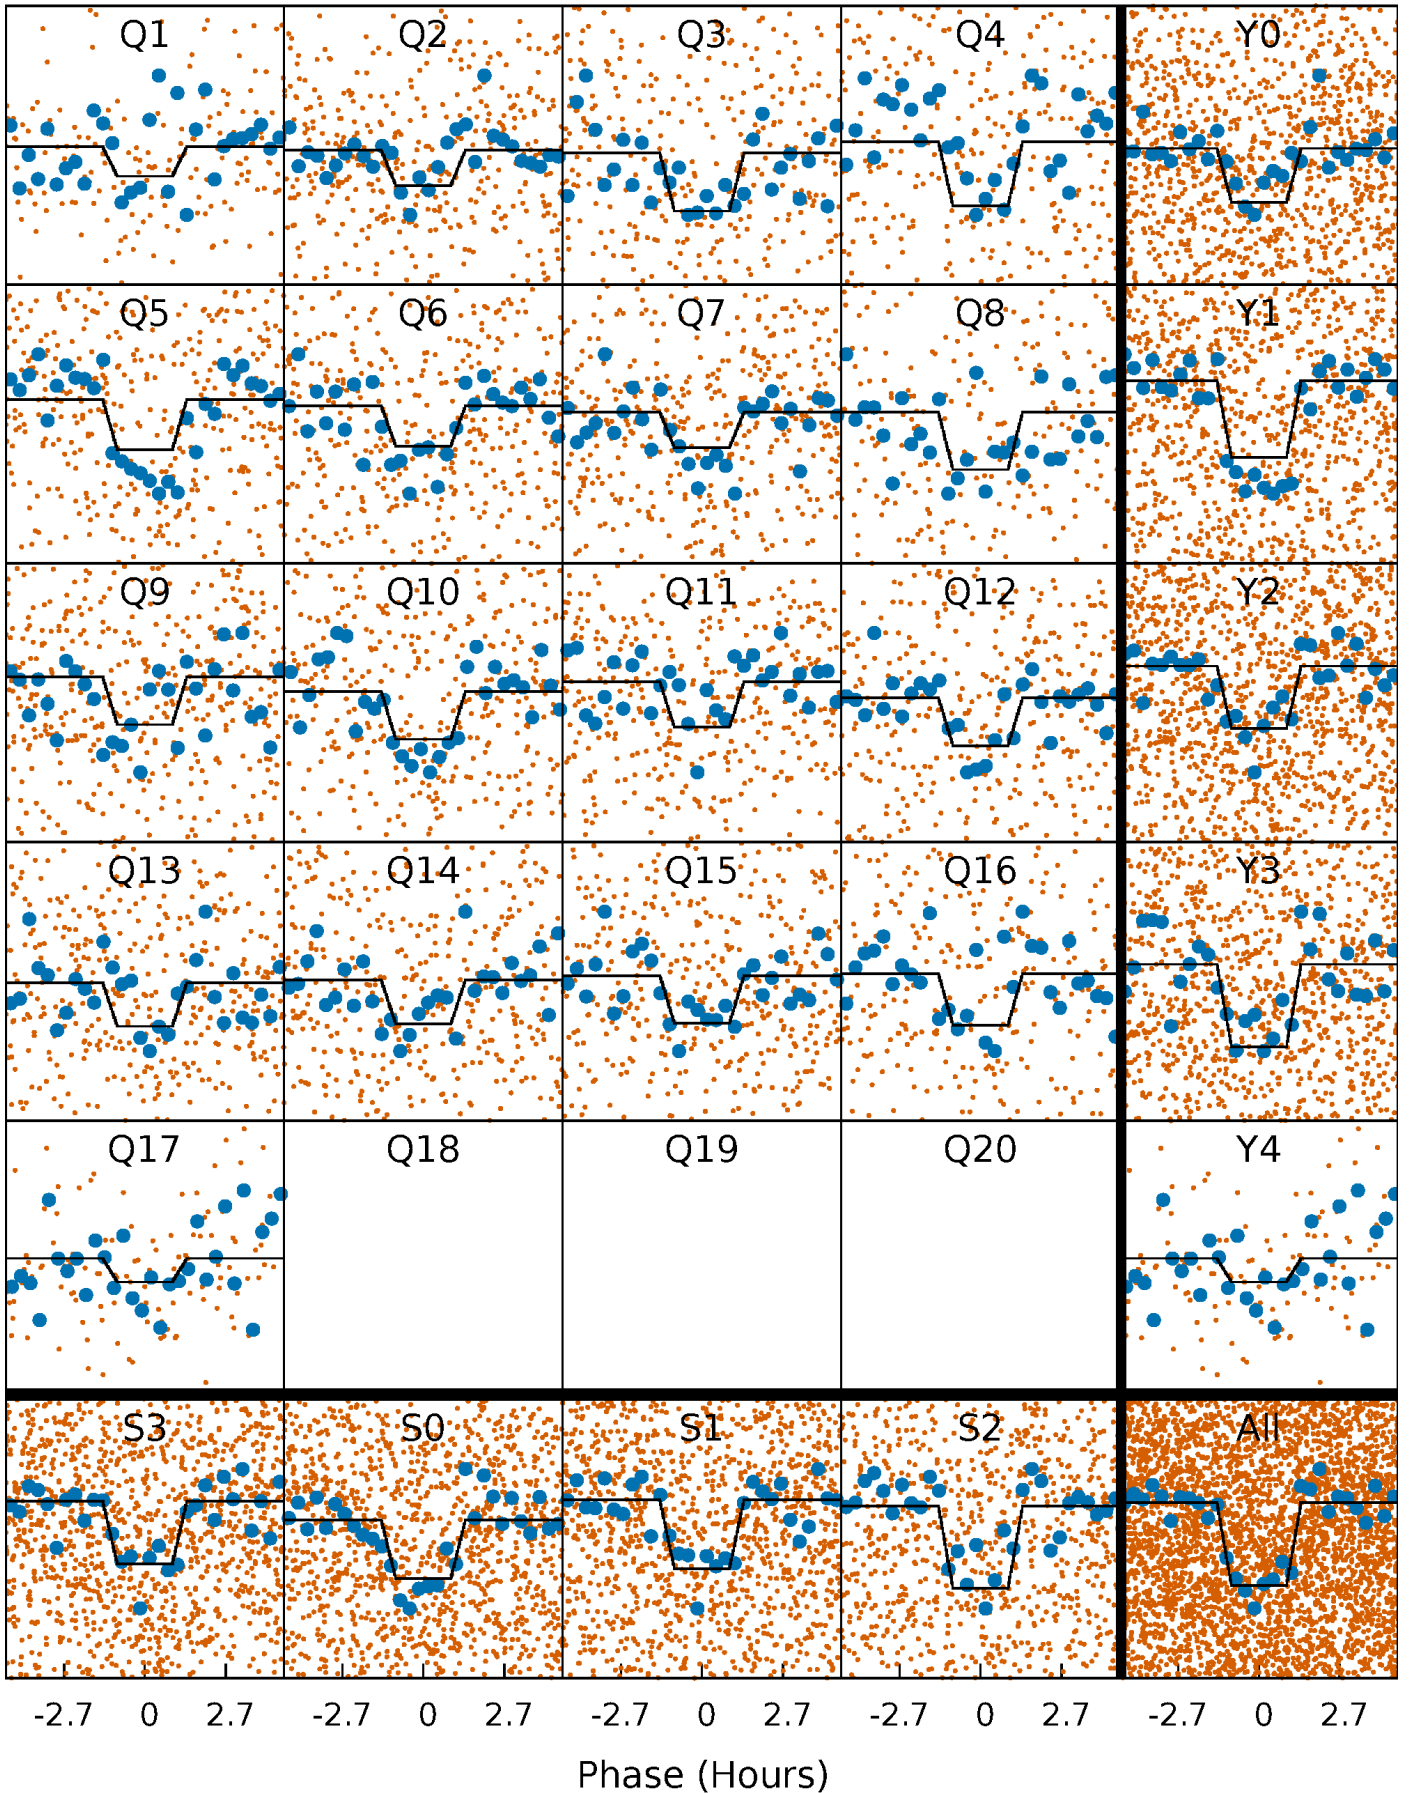 Q1 Q2 Q3 Q4 Y0
Q5 Q6 Q7 Q8 Y1
Q9 Q10 Q11 Q12 Y2
Q13 Q14 Q15 Q16 Y3
Q17 Q18 Q19 Q20 Y4
S3 S0 S1 S2 All
-2.7 0 2.7 -2.7 0 2.7 -2.7 0 2.7 -2.7 0 2.7 -2.7 0 2.7
Phase (Hours)